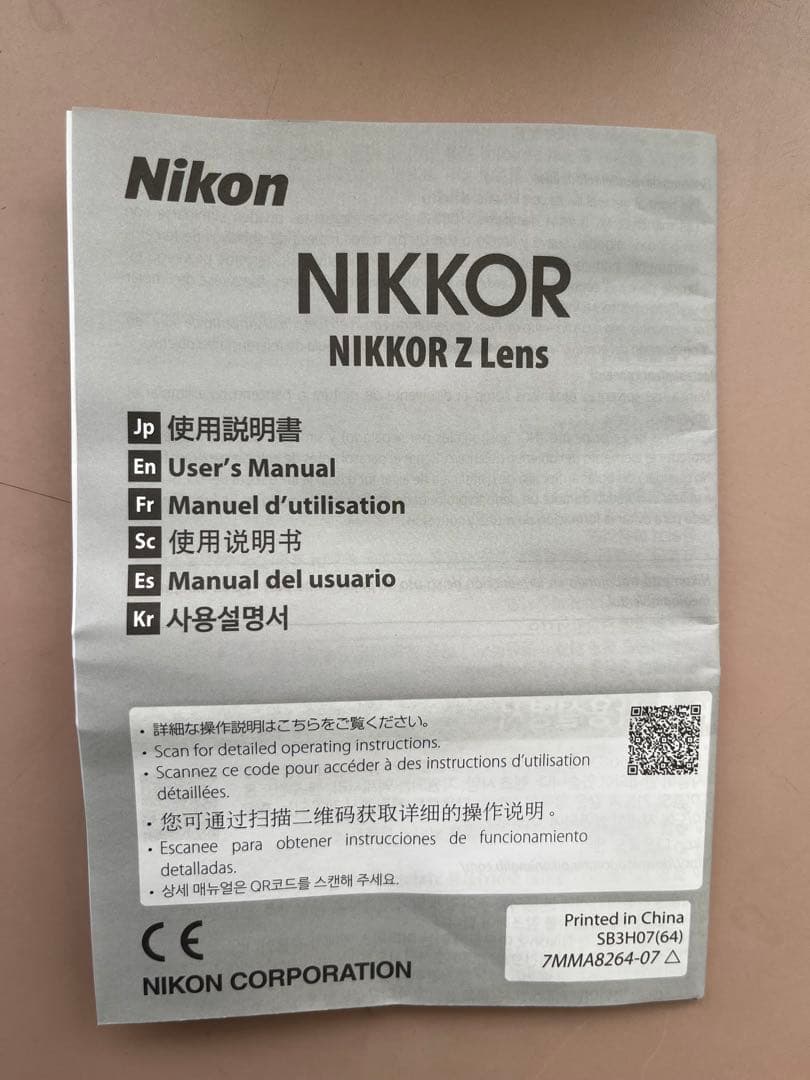 Nikon
NIKKOR
NIKKOR Z Lens
Jp 使用説明書
En User's Manual
Fr Manuel d'utilisation
Sc 使用说明书
Es Manual del usuario
Kr 사용설명서
・詳細な操作説明はこちらをご覧ください。
• Scan for detailed operating instructions.
• Scannez ce code pour accéder à des instructions d'utilisation
détaillées.
• 您可通过扫描二维码获取详细的操作说明。
• Escanee para obtener instrucciones de funcionamiento
detalladas.
• 상세 매뉴얼은 QR코드를 스캔해 주세요.
CE
NIKON CORPORATION
Printed in China
SB3H07(64)
7MMA8264-07 △